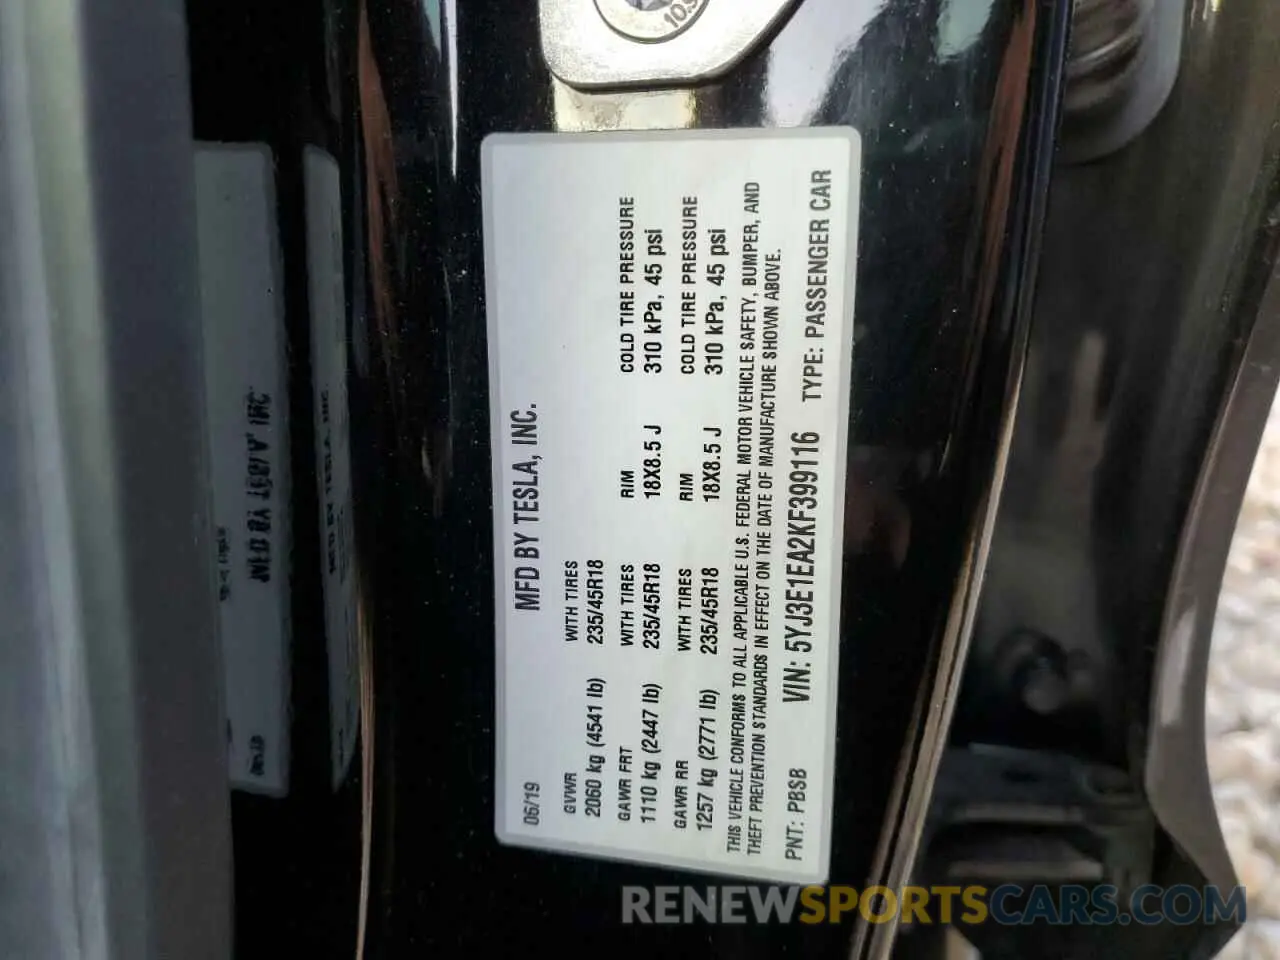 06/19 MFD BY TESLA, INC.
GVWR WITH TIRES
2060 kg (4541 lb) 235/45R18
GAWR FRT WITH TIRES RIM COLD TIRE PRESSURE
1110 kg (2447 lb) 235/45R18 18X8.5 J 310 kPa, 45 psi
GAWR RR WITH TIRES RIM COLD TIRE PRESSURE
1257 kg (2771 lb) 235/45R18 18X8.5 J 310 kPa, 45 psi
THIS VEHICLE CONFORMS TO ALL APPLICABLE U.S. FEDERAL MOTOR VEHICLE SAFETY, BUMPER, AND
THEFT PREVENTION STANDARDS IN EFFECT ON THE DATE OF MANUFACTURE SHOWN ABOVE.
PNT: PBSB VIN: 5YJ3E1EA2KF399116 TYPE: PASSENGER CAR
MFD BY TESLA, INC
RENEWSPORTSCARS.COM